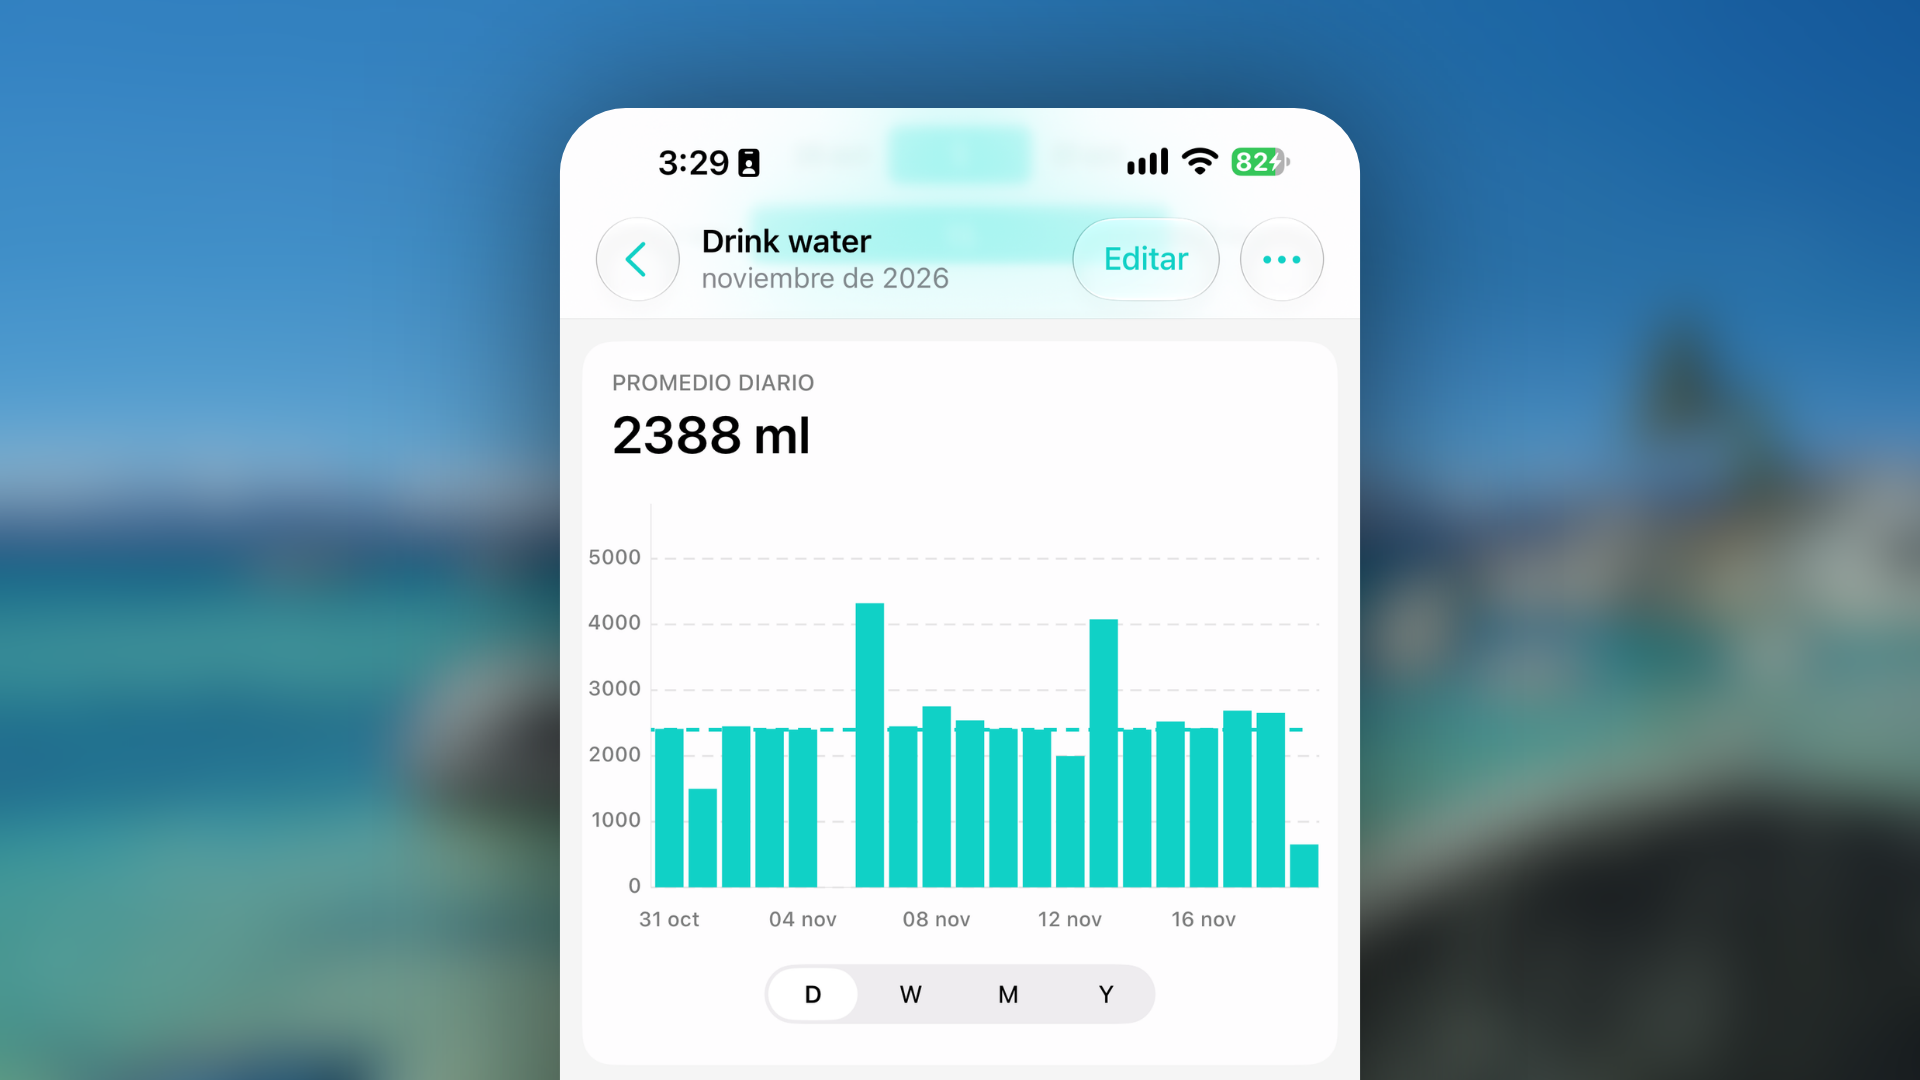 3:29
82
Drink water
noviembre de 2026
Editar
PROMEDIO DIARIO
2388 ml
5000
4000
3000
2000
1000
0
31 oct 04 nov 08 nov 12 nov 16 nov
D W M Y